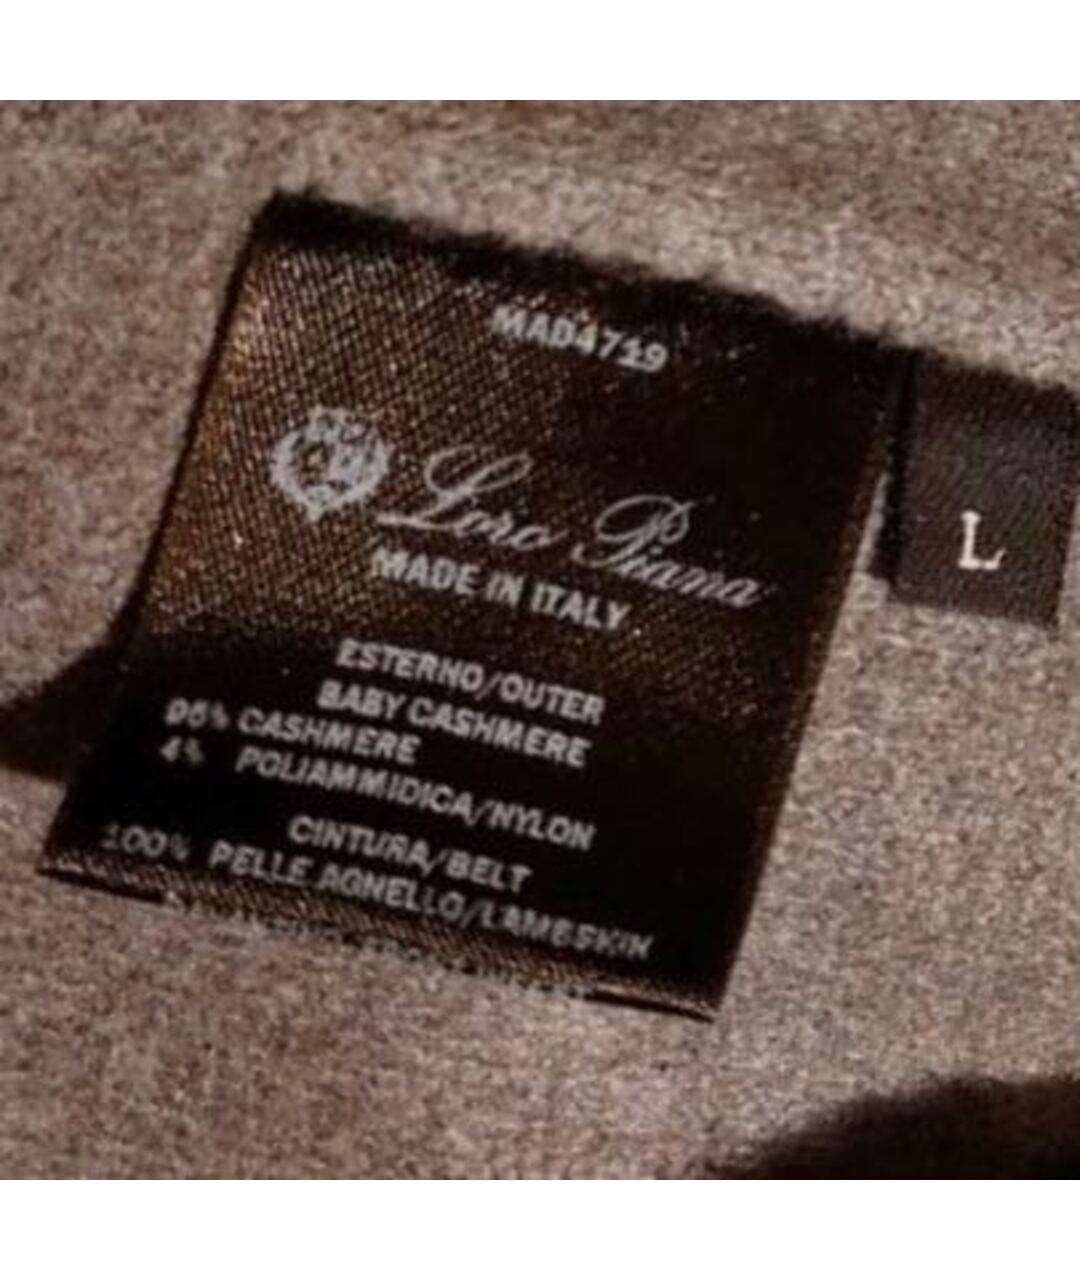 MAD4719
Loro Piana
MADE IN ITALY
L
ESTERNO/OUTER
BABY CASHMERE
96% CASHMERE
4% POLIAMMIDICA/NYLON
CINTURA/BELT
100% PELLE AGNELLO/LAMBSKIN